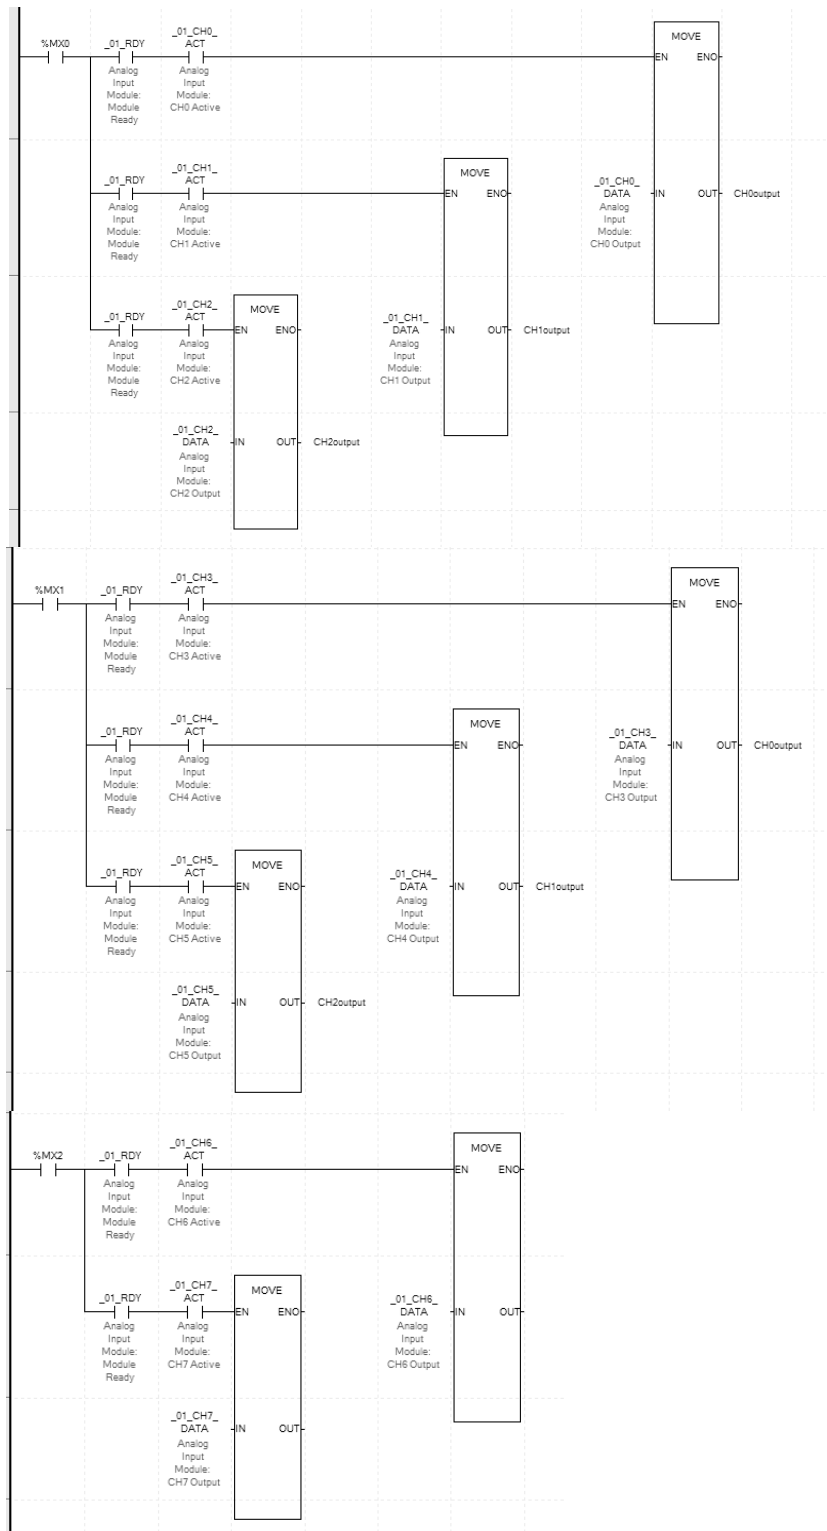 %MX0
_01_RDY
Analog
Input
Module:
Module
Ready
_01_CH0_
ACT
Analog
Input
Module:
CH0 Active
MOVE
EN ENO
_01_CH0_
DATA
Analog
Input
Module:
CH0 Output
IN OUT
CH0output
_01_RDY
Analog
Input
Module:
Module
Ready
_01_CH1_
ACT
Analog
Input
Module:
CH1 Active
MOVE
EN ENO
_01_CH1_
DATA
Analog
Input
Module:
CH1 Output
IN OUT
CH1output
_01_RDY
Analog
Input
Module:
Module
Ready
_01_CH2_
ACT
Analog
Input
Module:
CH2 Active
MOVE
EN ENO
_01_CH2_
DATA
Analog
Input
Module:
CH2 Output
IN OUT
CH2output
%MX1
_01_RDY
Analog
Input
Module:
Module
Ready
_01_CH3_
ACT
Analog
Input
Module:
CH3 Active
MOVE
EN ENO
_01_CH3_
DATA
Analog
Input
Module:
CH3 Output
IN OUT
CH0output
_01_RDY
Analog
Input
Module:
Module
Ready
_01_CH4_
ACT
Analog
Input
Module:
CH4 Active
MOVE
EN ENO
_01_CH4_
DATA
Analog
Input
Module:
CH4 Output
IN OUT
CH1output
_01_RDY
Analog
Input
Module:
Module
Ready
_01_CH5_
ACT
Analog
Input
Module:
CH5 Active
MOVE
EN ENO
_01_CH5_
DATA
Analog
Input
Module:
CH5 Output
IN OUT
CH2output
%MX2
_01_RDY
Analog
Input
Module:
Module
Ready
_01_CH6_
ACT
Analog
Input
Module:
CH6 Active
MOVE
EN ENO
_01_CH6_
DATA
Analog
Input
Module:
CH6 Output
IN OUT
_01_RDY
Analog
Input
Module:
Module
Ready
_01_CH7_
ACT
Analog
Input
Module:
CH7 Active
MOVE
EN ENO
_01_CH7_
DATA
Analog
Input
Module:
CH7 Output
IN OUT